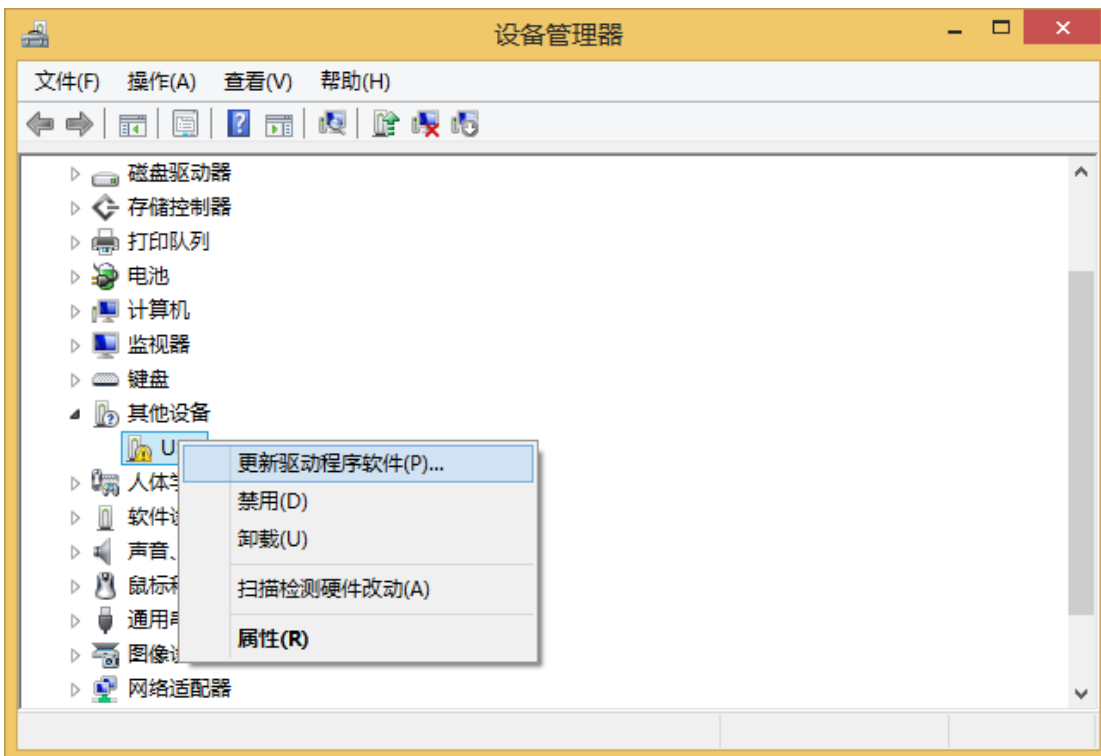 设备管理器
文件(F) 操作(A) 查看(V) 帮助(H)
磁盘驱动器
存储控制器
打印队列
电池
计算机
监视器
键盘
其他设备
U
更新驱动程序软件(P)...
人体学
禁用(D)
软件
卸载(U)
声音、
鼠标
扫描检测硬件改动(A)
通用
属性(R)
图像
网络适配器